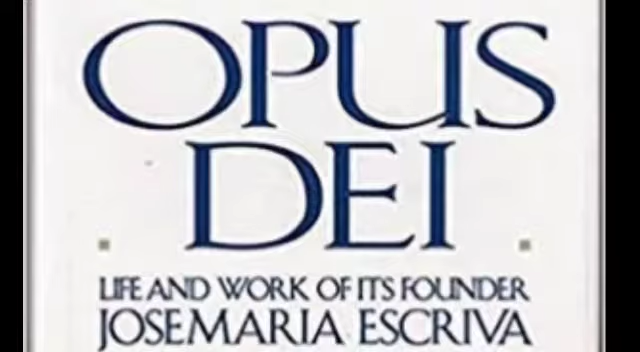 OPUS
DEI
LIFE AND WORK OF ITS FOUNDER
JOSEMARIA ESCRIVA